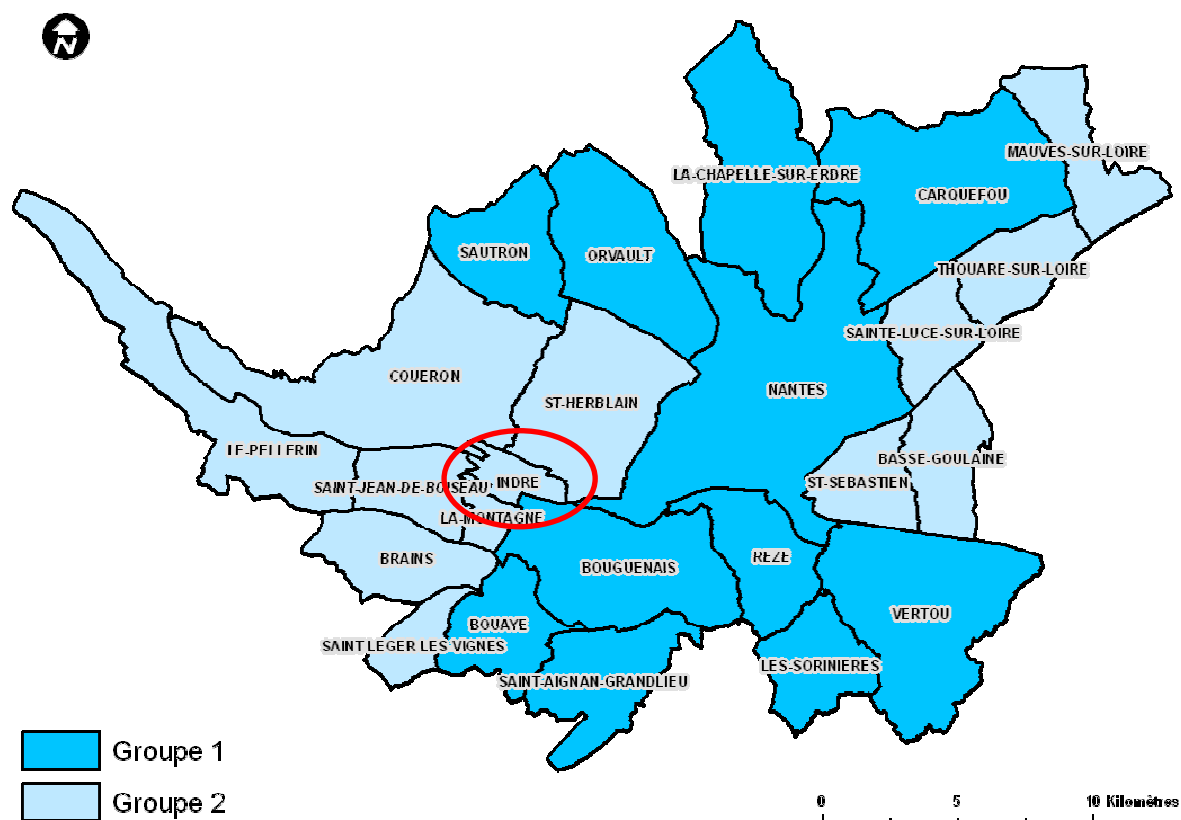 N
MAUVES-SUR-LOIRE
LA-CHAPELLE-SUR-ERDRE
CARQUEFOU
SAUTRON
ORVAULT
THOUARE-SUR-LOIRE
SAINTE-LUCE-SUR-LOIRE
COUERON
NANTES
ST-HERBLAIN
LE-PELLERIN
BASSE-GOULAINE
SAINT-JEAN-DE-BOISEAU
INDRE
ST-SEBASTIEN
LA-MONTAGNE
BRAINS
BOUGUENAIS
REZE
VERTOU
BOUAYE
SAINT LEGER LES VIGNES
LES-SORINIERES
SAINT-AIGNAN-GRANDLIEU
Groupe 1
Groupe 2
0 5 10 Kilomètres